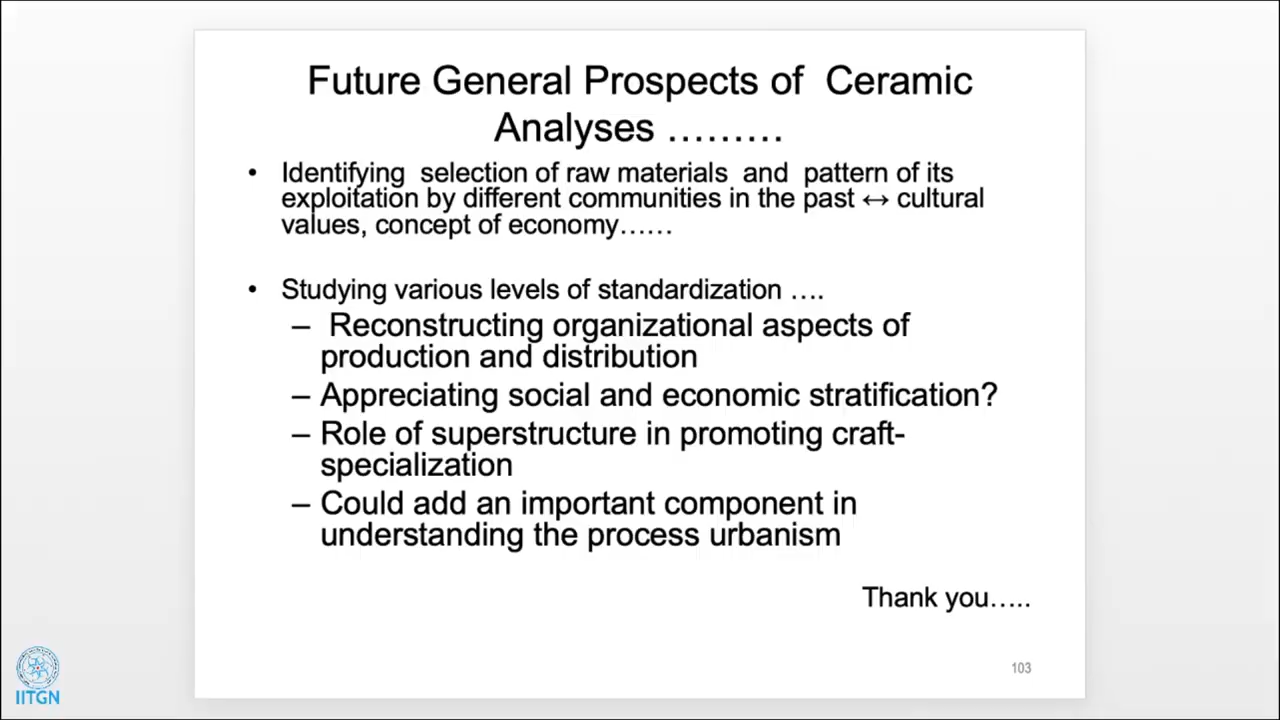 Future General Prospects of Ceramic
Analyses ………
• Identifying selection of raw materials and pattern of its
exploitation by different communities in the past ↔ cultural
values, concept of economy……
• Studying various levels of standardization ….
– Reconstructing organizational aspects of
production and distribution
– Appreciating social and economic stratification?
– Role of superstructure in promoting craft-
specialization
– Could add an important component in
understanding the process urbanism
Thank you…..
103
IITGN